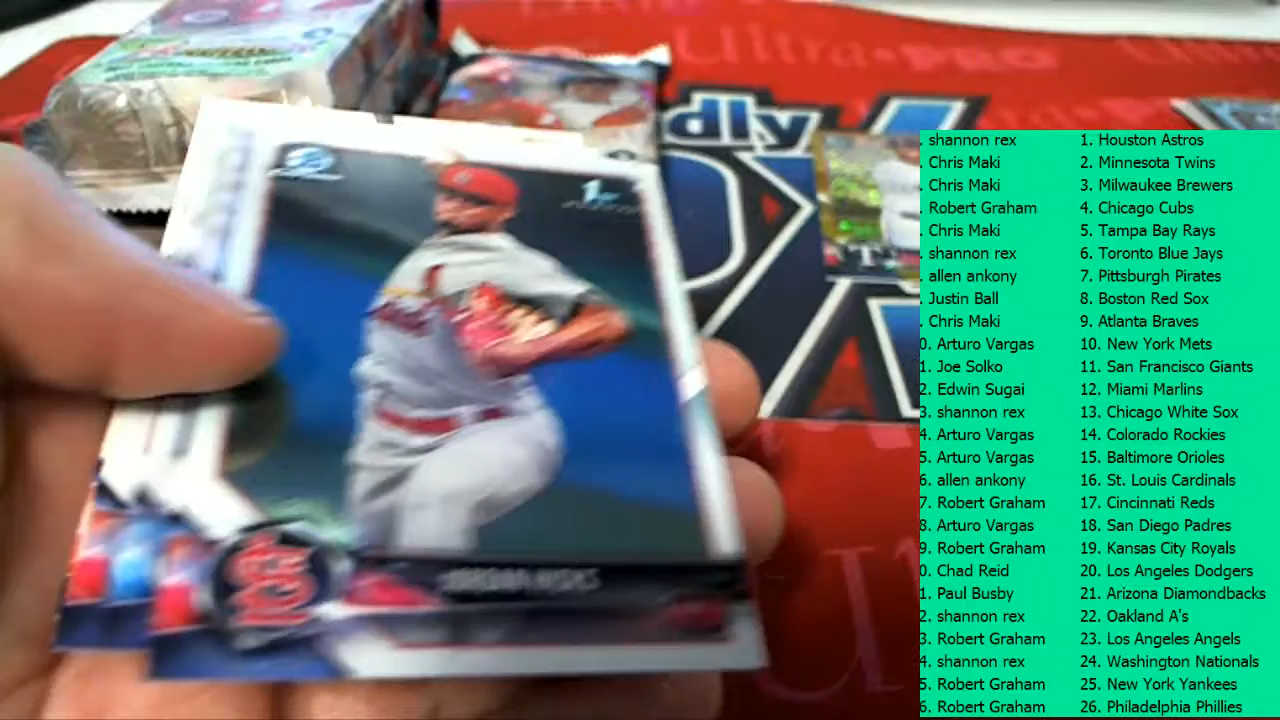 Ultra PRO
dly
1st
JORDAN HICKS
. shannon rex 1. Houston Astros
. Chris Maki 2. Minnesota Twins
. Chris Maki 3. Milwaukee Brewers
. Robert Graham 4. Chicago Cubs
. Chris Maki 5. Tampa Bay Rays
. shannon rex 6. Toronto Blue Jays
. allen ankony 7. Pittsburgh Pirates
. Justin Ball 8. Boston Red Sox
. Chris Maki 9. Atlanta Braves
0. Arturo Vargas 10. New York Mets
1. Joe Solko 11. San Francisco Giants
2. Edwin Sugai 12. Miami Marlins
3. shannon rex 13. Chicago White Sox
4. Arturo Vargas 14. Colorado Rockies
5. Arturo Vargas 15. Baltimore Orioles
6. allen ankony 16. St. Louis Cardinals
7. Robert Graham 17. Cincinnati Reds
8. Arturo Vargas 18. San Diego Padres
9. Robert Graham 19. Kansas City Royals
0. Chad Reid 20. Los Angeles Dodgers
1. Paul Busby 21. Arizona Diamondbacks
2. shannon rex 22. Oakland A's
3. Robert Graham 23. Los Angeles Angels
4. shannon rex 24. Washington Nationals
5. Robert Graham 25. New York Yankees
6. Robert Graham 26. Philadelphia Phillies